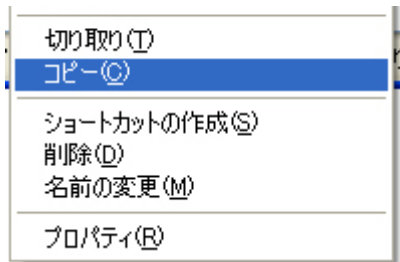 切り取り(T)
コピー(C)
ショートカットの作成(S)
削除(D)
名前の変更(M)
プロパティ(R)